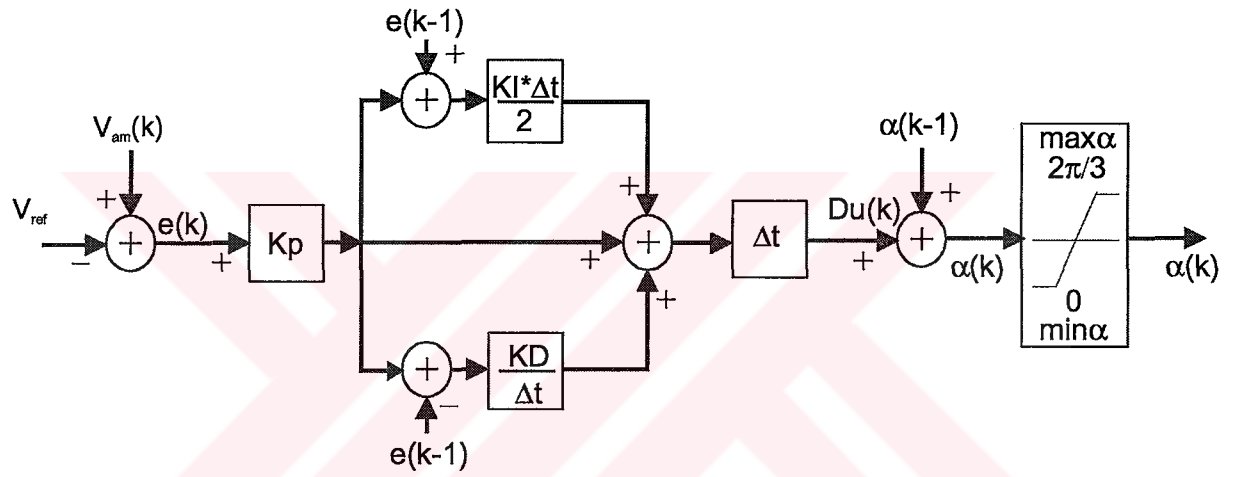 e(k-1)
+
+
KI*Δt
2
+
V_am(k)
+
V_ref
+
−
e(k)
+
Kp
+
+
Δt
Du(k)
+
α(k-1)
+
+
α(k)
maxα
2π/3
0
minα
α(k)
+
+
−
KD
Δt
e(k-1)